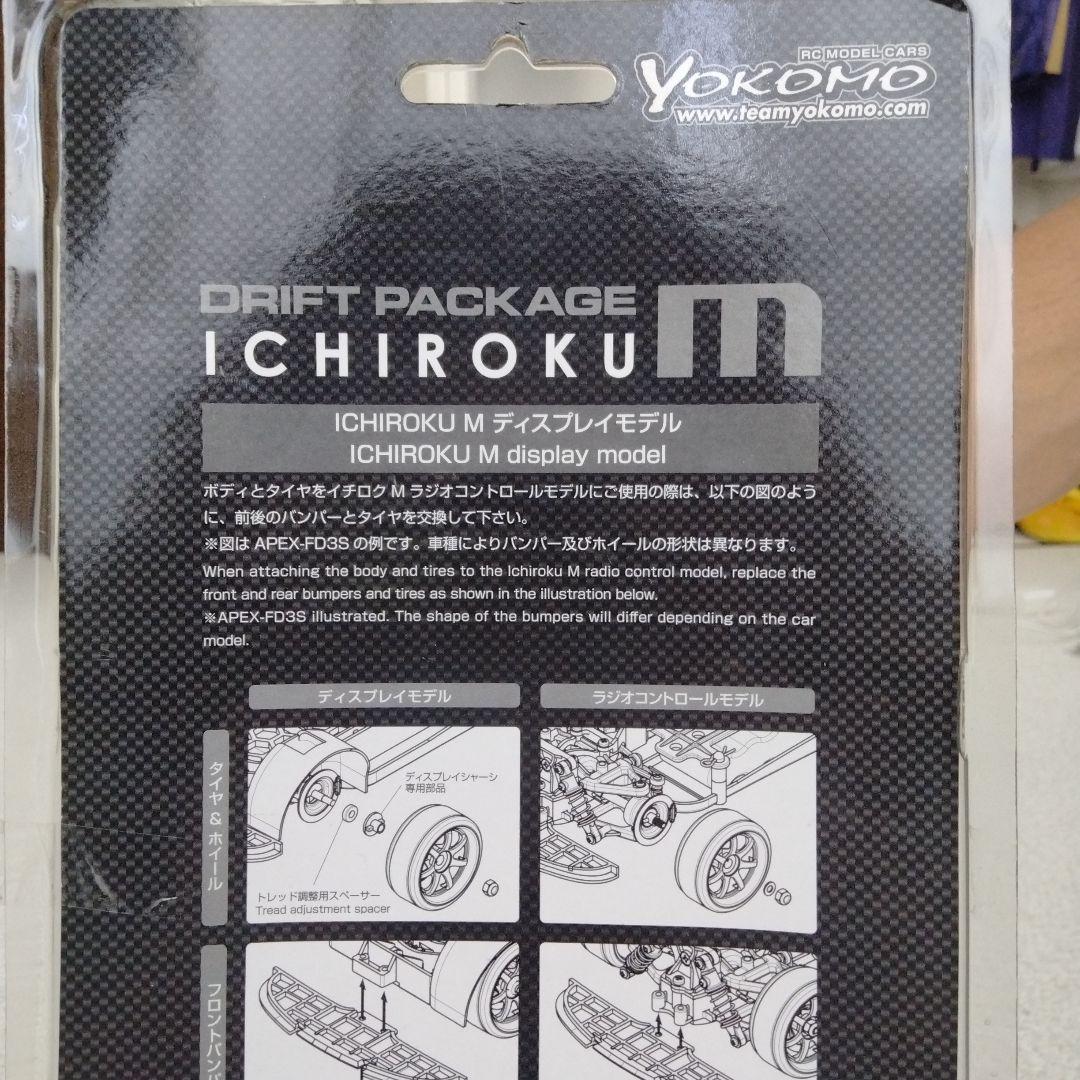 RC MODEL CARS
YOKOMO
www.teamyokomo.com
DRIFT PACKAGE
ICHIROKU m
ICHIROKU M ディスプレイモデル
ICHIROKU M display model
ボディとタイヤをイチロク M ラジオコントロールモデルにご使用の際は、以下の図のよう
に、前後のバンパーとタイヤを交換して下さい。
※図は APEX-FD3S の例です。車種によりバンパー及びホイールの形状は異なります。
When attaching the body and tires to the Ichiroku M radio control model, replace the
front and rear bumpers and tires as shown in the illustration below.
※APEX-FD3S illustrated. The shape of the bumpers will differ depending on the car
model.
ディスプレイモデル
ラジオコントロールモデル
タイヤ & ホイール
ディスプレイシャーシ
専用部品
トレッド調整用スペーサー
Tread adjustment spacer
フロントバンパ